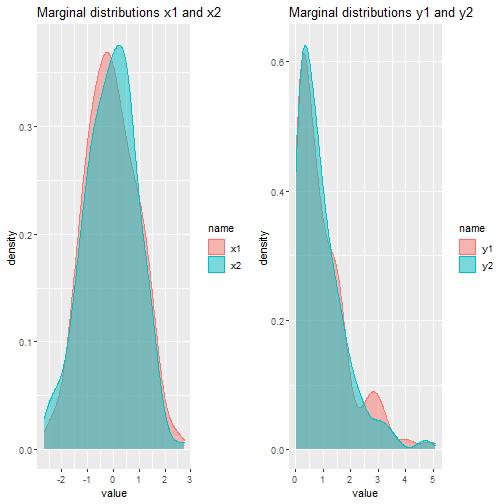 Marginal distributions x1 and x2
density
0.3
0.2
0.1
0.0
-2
-1
0
1
2
3
value
name
x1
x2
Marginal distributions y1 and y2
density
0.6
0.4
0.2
0.0
0
1
2
3
4
5
value
name
y1
y2